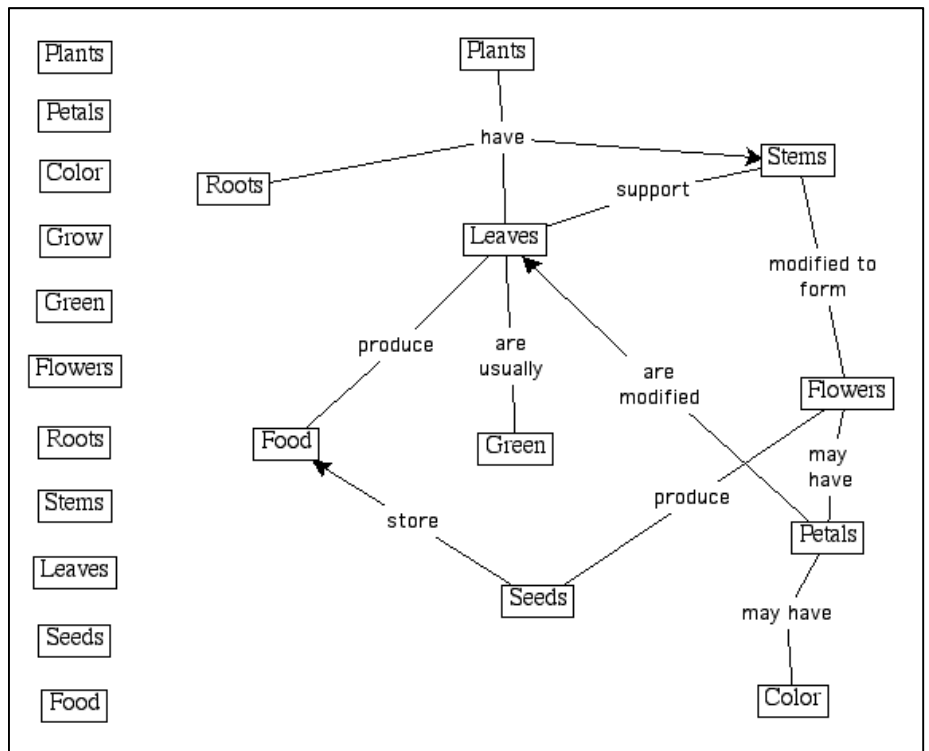 Plants
Petals
Color
Grow
Green
Flowers
Roots
Stems
Leaves
Seeds
Food
Plants
have
Roots
Stems
support
Leaves
modified to
form
produce
are
usually
are
modified
Flowers
Food
Green
may
have
produce
store
Petals
Seeds
may have
Color